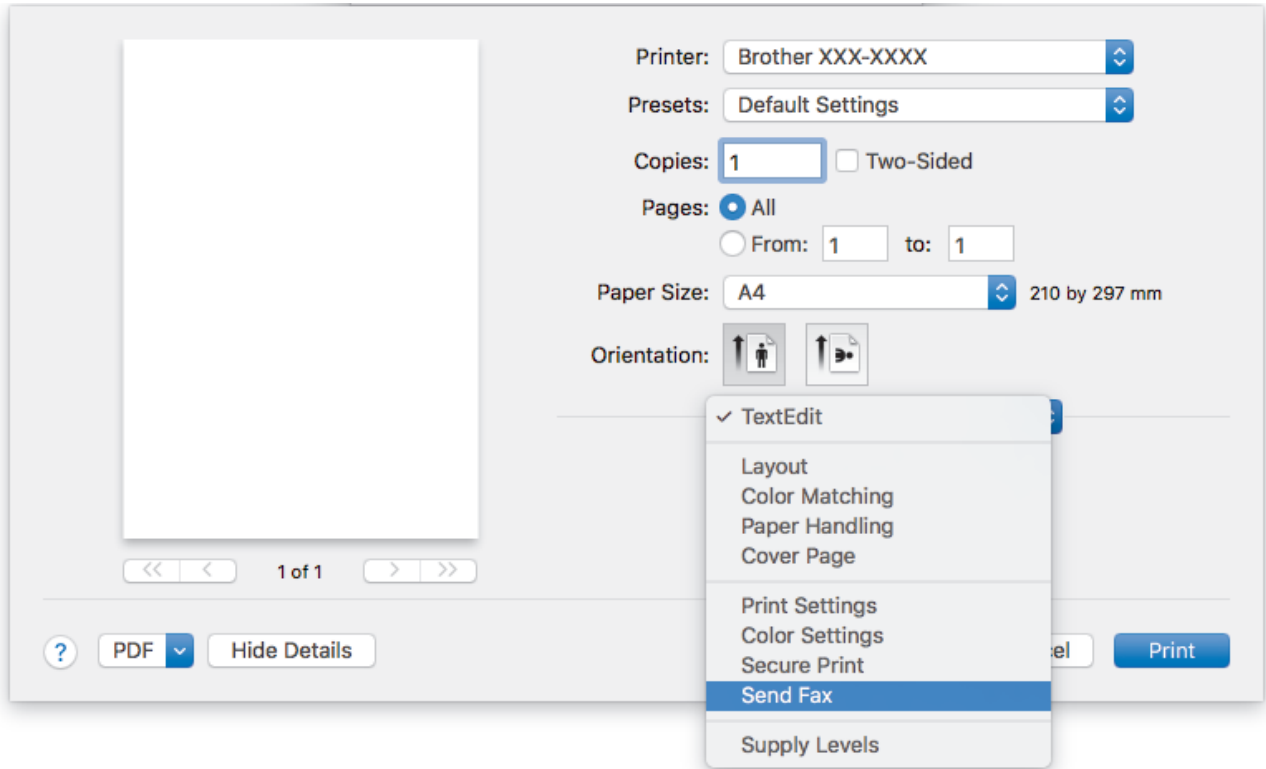 Printer: Brother XXX-XXXX
Presets: Default Settings
Copies: 1 Two-Sided
Pages: All
From: 1 to: 1
Paper Size: A4 210 by 297 mm
Orientation:
✓ TextEdit
Layout
Color Matching
Paper Handling
Cover Page
<< < 1 of 1 > >>
Print Settings
Color Settings
Secure Print
Send Fax
Supply Levels
? PDF Hide Details el Print